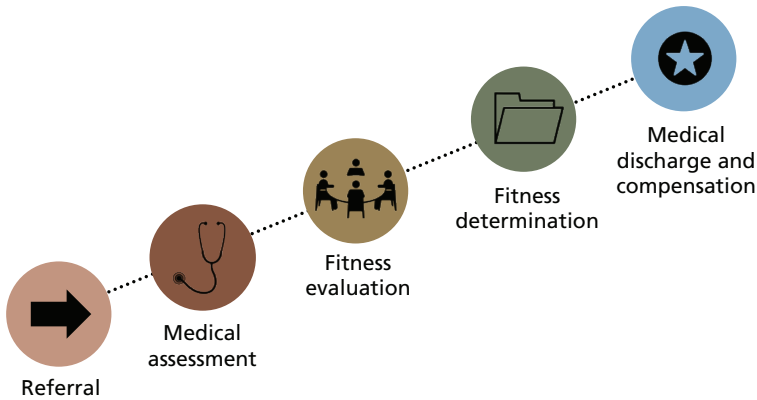 Referral
Medical
assessment
Fitness
evaluation
Fitness
determination
Medical
discharge and
compensation